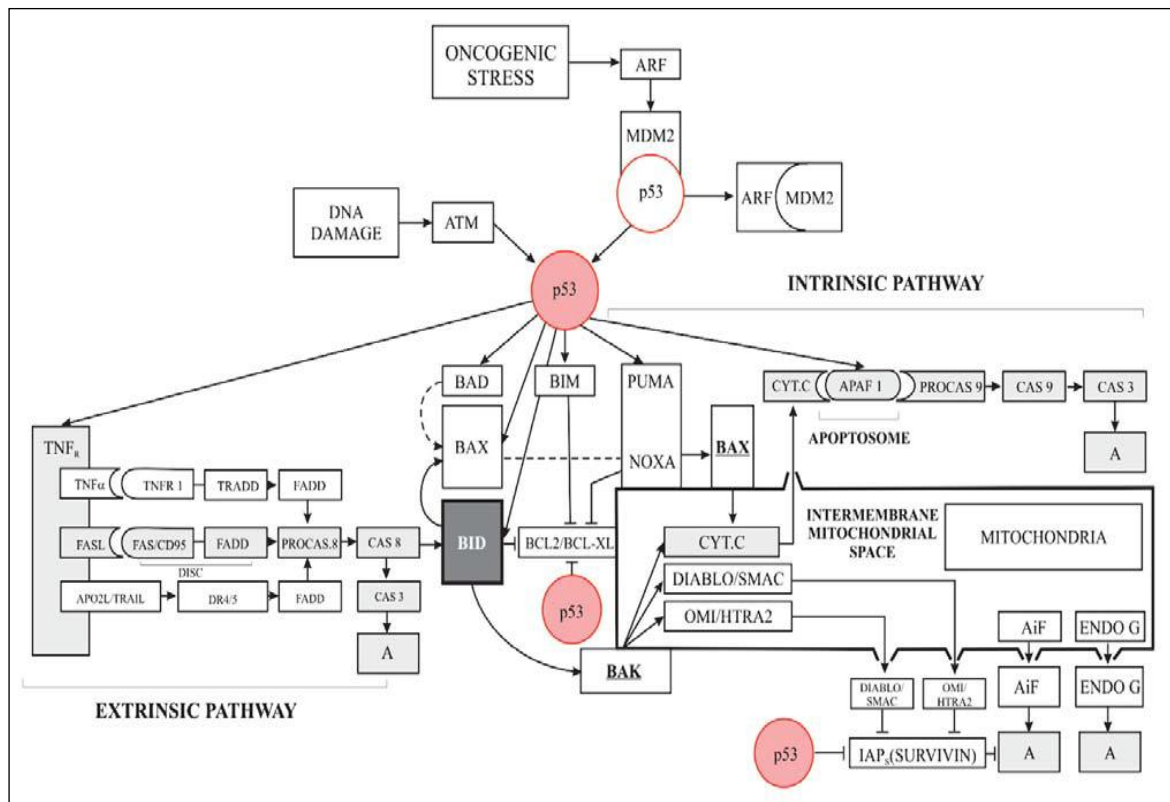 ONCOGENIC
STRESS
ARF
MDM2
p53
ARF
MDM2
DNA
DAMAGE
ATM
p53
INTRINSIC PATHWAY
BAD
BIM
PUMA
NOXA
BAX
BAX
CYT.C
APAF 1
PROCAS 9
CAS 9
CAS 3
APOPTOSOME
A
TNFR
TNFα
TNFR 1
TRADD
FADD
FASL
FAS/CD95
FADD
PROCAS.8
CAS 8
DISC
CAS 3
APO2L/TRAIL
DR4/5
FADD
A
EXTRINSIC PATHWAY
BID
BCL2/BCL-XL
p53
BAK
INTERMEMBRANE
MITOCHONDRIAL
SPACE
MITOCHONDRIA
CYT.C
DIABLO/SMAC
OMI/HTRA2
AiF
ENDO G
DIABLO/
SMAC
OMI/
HTRA2
AiF
ENDO G
p53
IAPS(SURVIVIN)
A
A